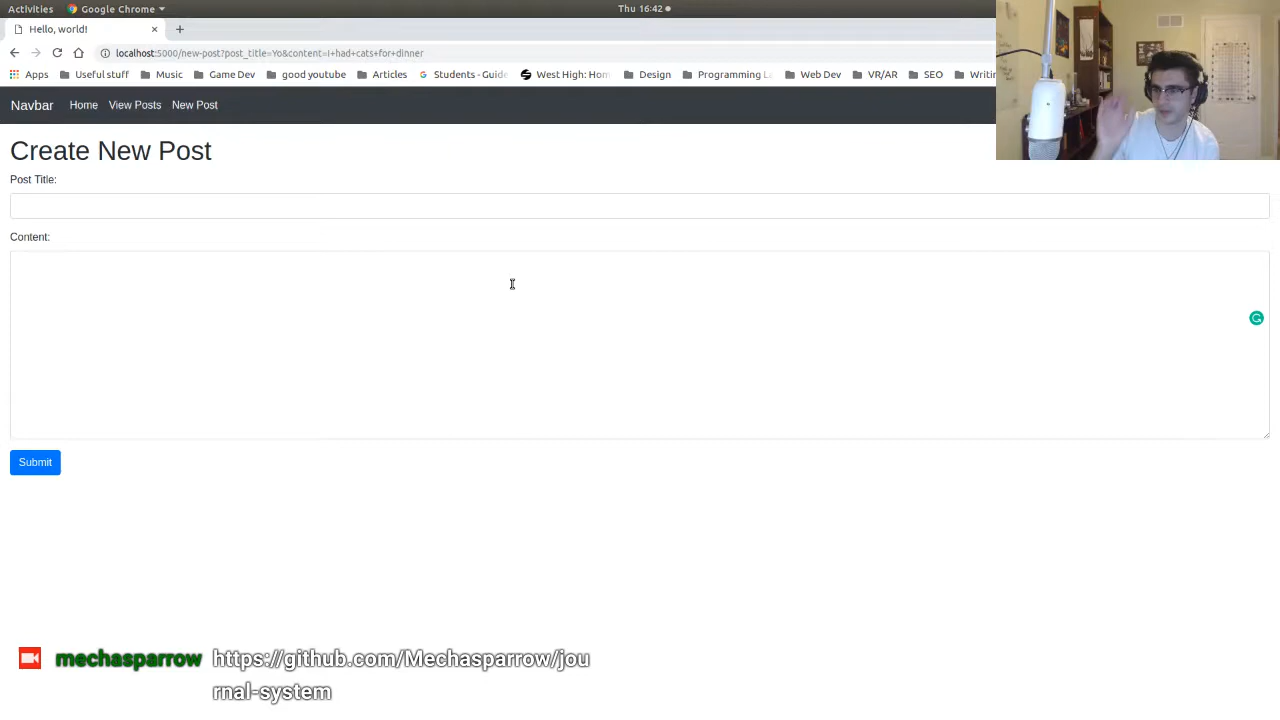 Activities Google Chrome Thu 16:42
Hello, world!
localhost:5000/new-post?post_title=Yo&content=I+had+cats+for+dinner
Apps Useful stuff Music Game Dev good youtube Articles Students - Guide West High: Hom Design Programming La Web Dev VR/AR SEO Writin
Navbar Home View Posts New Post
Create New Post
Post Title:
Content:
Submit
mechasparrow https://github.com/Mechasparrow/jou
rnal-system